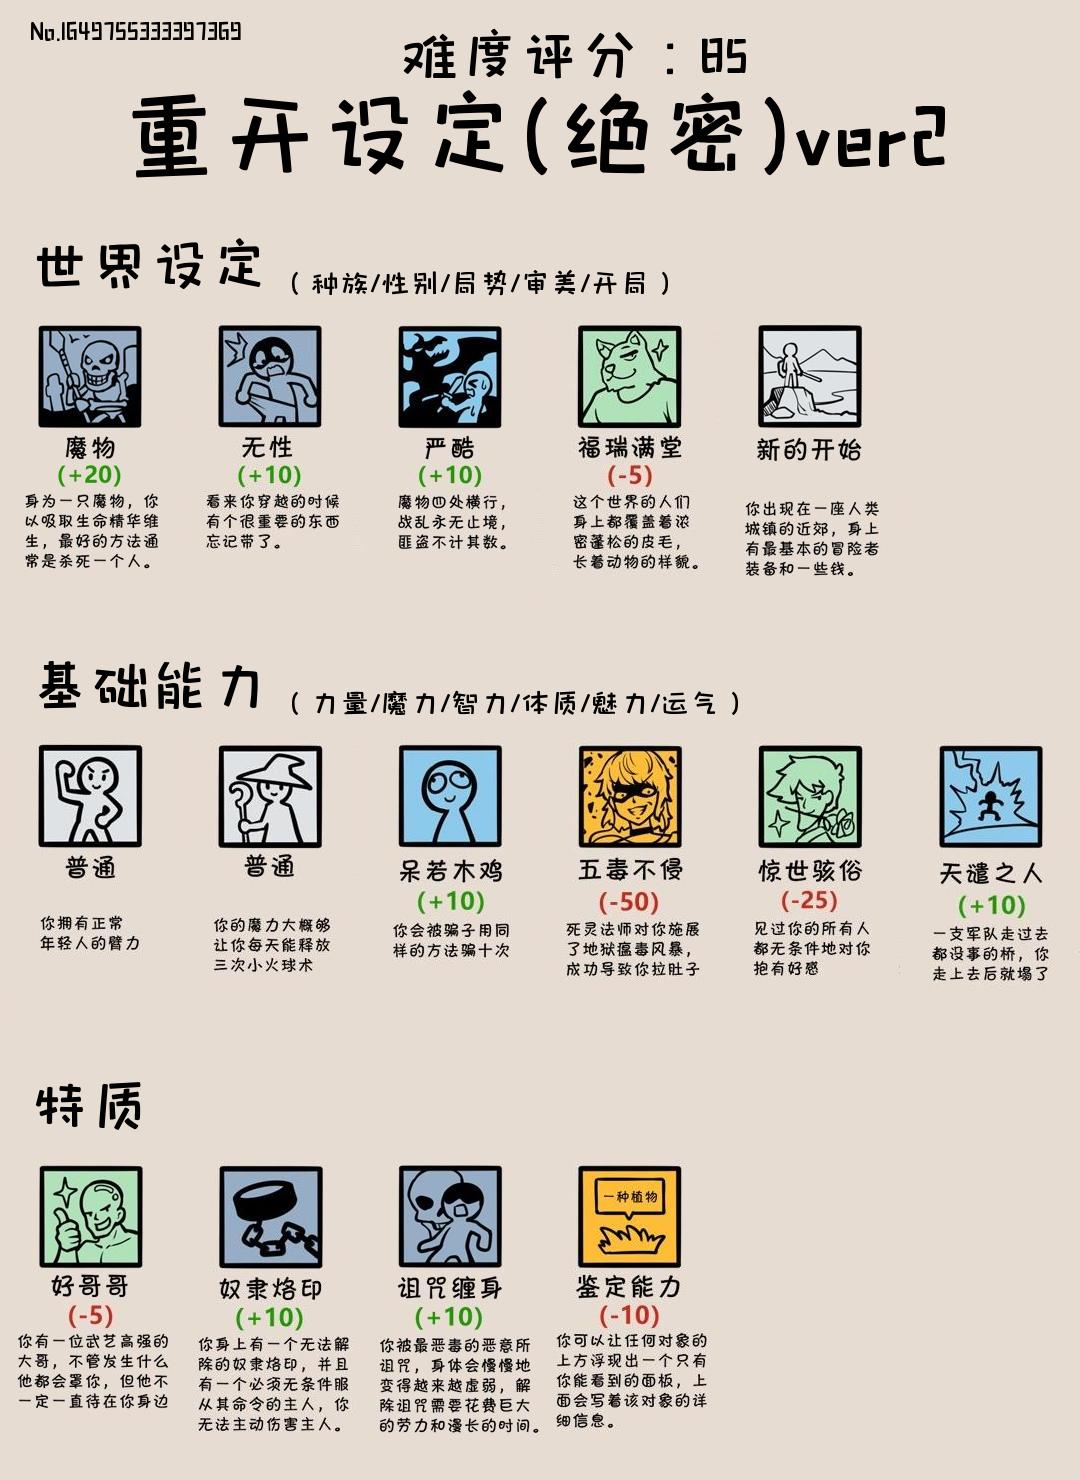 No.1649755333397369
难度评分:85
重开设定(绝密)ver2
世界设定 (种族/性别/局势/审美/开局)
魔物 无性 严酷 福瑞满堂 新的开始
(+20) (+10) (+10) (-5)
身为一只魔物，你
以吸取生命精华维
生，最好的方法通
常是杀死一个人。
看来你穿越的时候
有个很重要的东西
忘记带了。
魔物四处横行，
战乱永无止境，
匪盗不计其数。
这个世界的人们
身上都覆盖着浓
密蓬松的皮毛，
长着动物的样貌。
你出现在一座人类
城镇的近郊，身上
有最基本的冒险者
装备和一些钱。
基础能力 (力量/魔力/智力/体质/魅力/运气)
普通 普通 呆若木鸡 五毒不侵 惊世骇俗 天谴之人
(+10) (-50) (-25) (+10)
你拥有正常
年轻人的臂力
你的魔力大概够
让你每天能释放
三次小火球术
你会被骗子用同
样的方法骗十次
死灵法师对你施展
了地狱瘟毒风暴，
成功导致你拉肚子
见过你的所有人
都无条件地对你
抱有好感
一支军队走过去
都没事的桥，你
走上去后就塌了
特质
一种植物
好哥哥 奴隶烙印 诅咒缠身 鉴定能力
(-5) (+10) (+10) (-10)
你有一位武艺高强的
大哥，不管发生什么
他都会罩你，但他不
一定一直待在你身边
你身上有一个无法解
除的奴隶烙印，并且
有一个必须无条件服
从其命令的主人，你
无法主动伤害主人。
你被最恶毒的恶意所
诅咒，身体会慢慢地
变得越来越虚弱，解
除诅咒需要花费巨大
的劳力和漫长的时间。
你可以让任何对象的
上方浮现出一个只有
你能看到的面板，上
面会写着该对象的详
细信息。